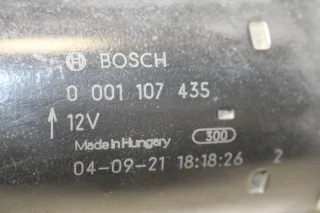 BOSCH
0 001 107 435
12V
Made in Hungary 300
04-09-21 18:18:26 2